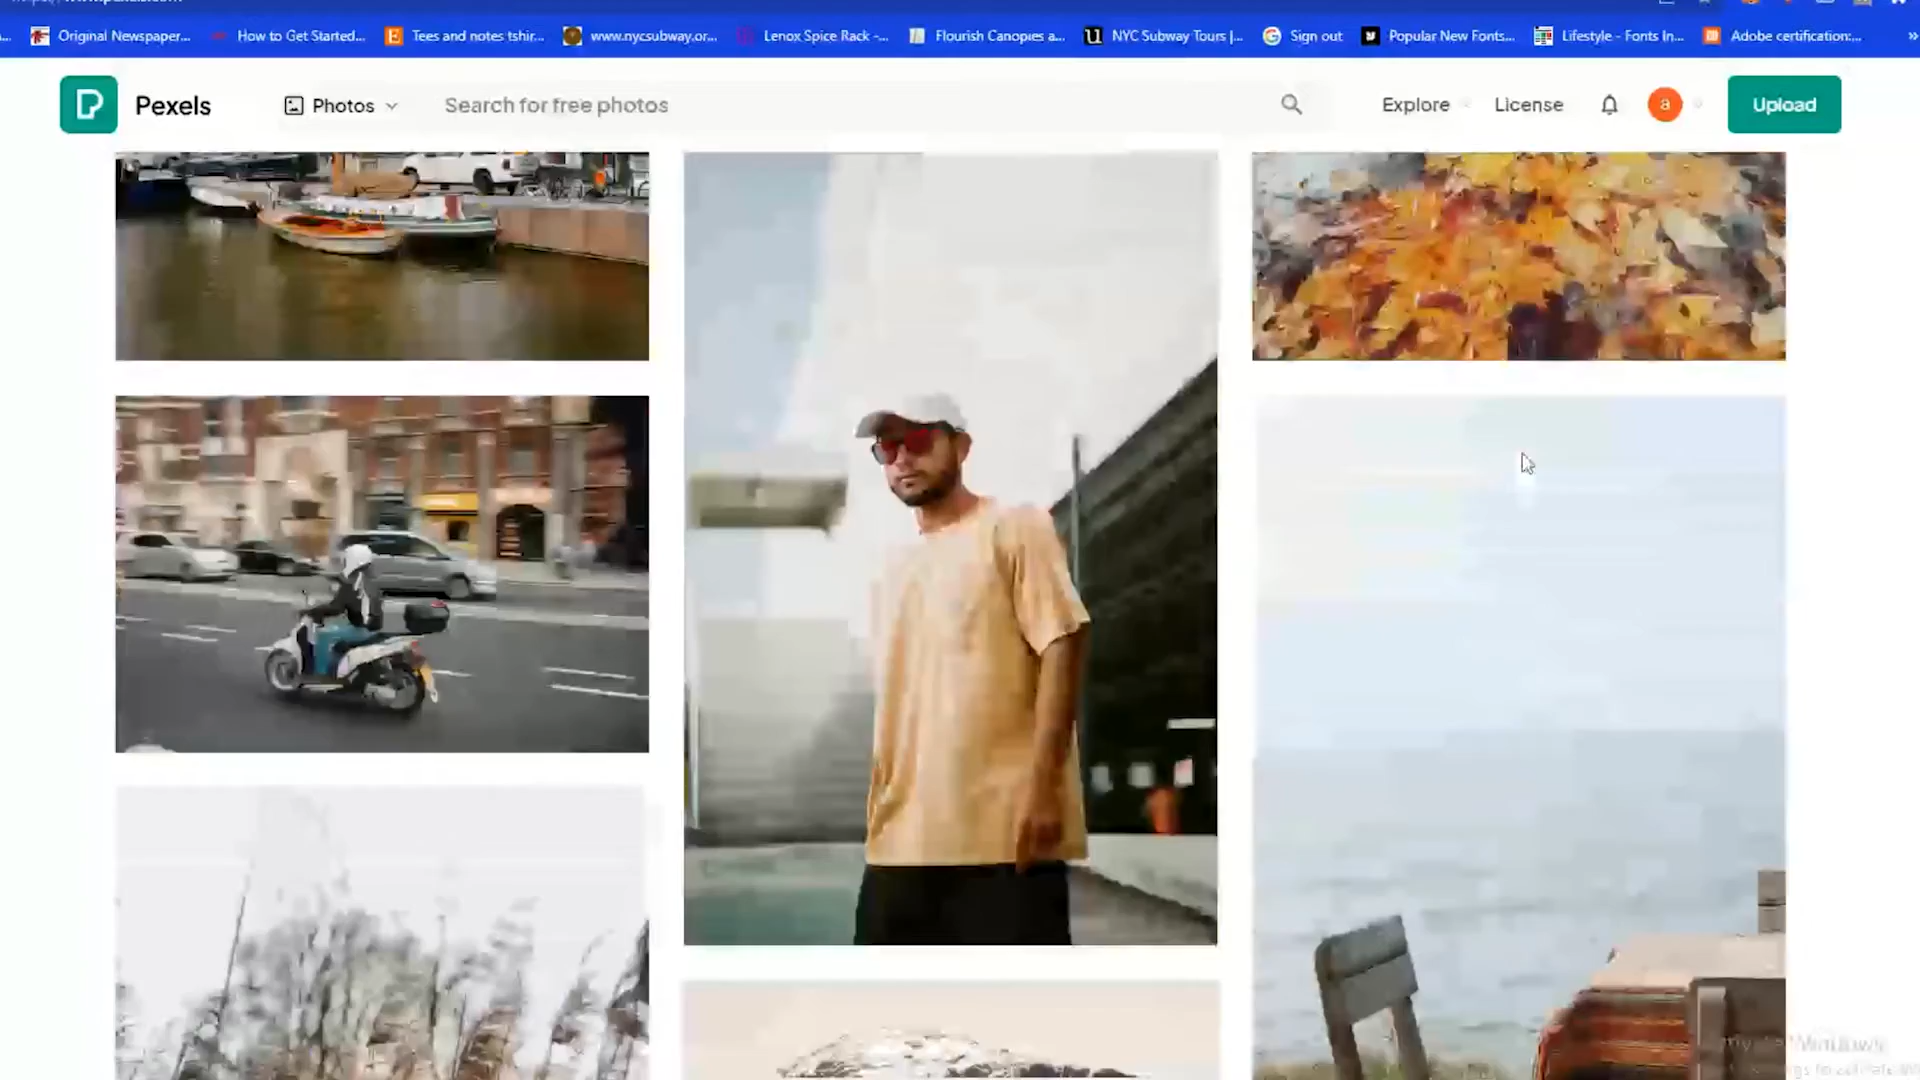 Original Newspaper... How to Get Started... Tees and notes tshir... www.nycsubway.or... Lenox Spice Rack -... Flourish Canopies a... NYC Subway Tours |... Sign out Popular New Fonts... Lifestyle - Fonts In... Adobe certification:... »
Pexels Photos Search for free photos Explore License a Upload
Windows